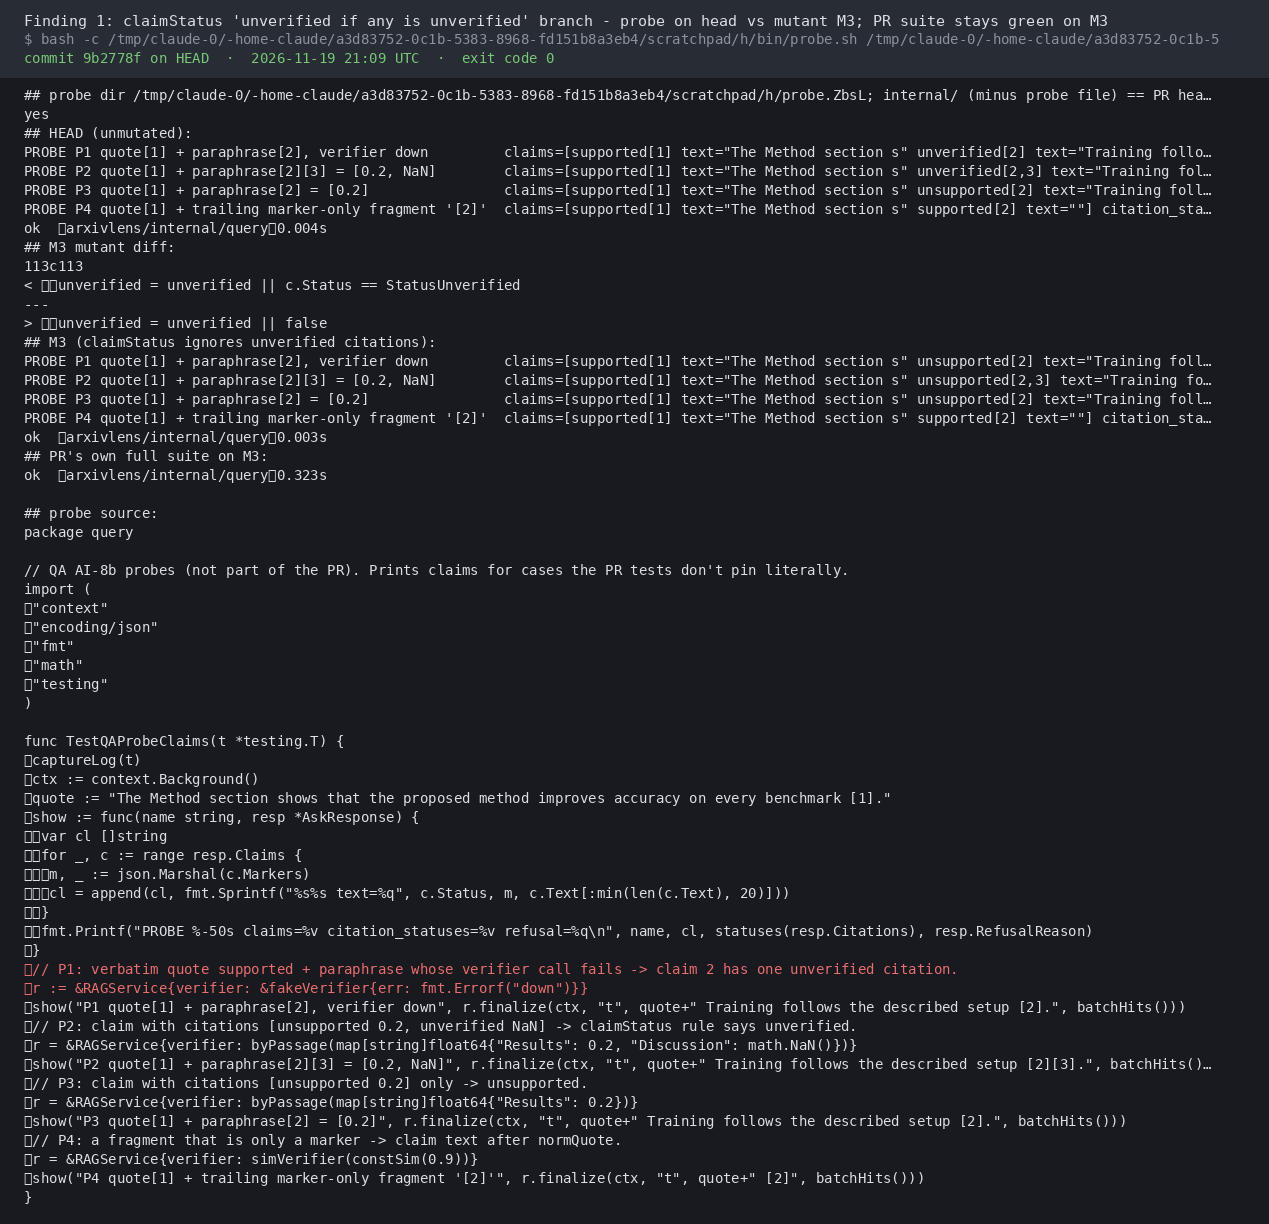 Finding 1: claimStatus 'unverified if any is unverified' branch - probe on head vs mutant M3; PR suite stays green on M3
$ bash -c /tmp/claude-0/-home-claude/a3d83752-0c1b-5383-8968-fd151b8a3eb4/scratchpad/h/bin/probe.sh /tmp/claude-0/-home-claude/a3d83752-0c1b-5
commit 9b2778f on HEAD · 2026-11-19 21:09 UTC · exit code 0
## probe dir /tmp/claude-0/-home-claude/a3d83752-0c1b-5383-8968-fd151b8a3eb4/scratchpad/h/probe.ZbsL; internal/ (minus probe file) == PR hea…
yes
## HEAD (unmutated):
PROBE P1 quote[1] + paraphrase[2], verifier down         claims=[supported[1] text="The Method section s" unverified[2] text="Training follo…
PROBE P2 quote[1] + paraphrase[2][3] = [0.2, NaN]        claims=[supported[1] text="The Method section s" unverified[2,3] text="Training fol…
PROBE P3 quote[1] + paraphrase[2] = [0.2]                claims=[supported[1] text="The Method section s" unsupported[2] text="Training foll…
PROBE P4 quote[1] + trailing marker-only fragment '[2]'  claims=[supported[1] text="The Method section s" supported[2] text=""] citation_sta…
ok  	arxivlens/internal/query	0.004s
## M3 mutant diff:
113c113
< 		unverified = unverified || c.Status == StatusUnverified
---
> 		unverified = unverified || false
## M3 (claimStatus ignores unverified citations):
PROBE P1 quote[1] + paraphrase[2], verifier down         claims=[supported[1] text="The Method section s" unsupported[2] text="Training foll…
PROBE P2 quote[1] + paraphrase[2][3] = [0.2, NaN]        claims=[supported[1] text="The Method section s" unsupported[2,3] text="Training fo…
PROBE P3 quote[1] + paraphrase[2] = [0.2]                claims=[supported[1] text="The Method section s" unsupported[2] text="Training foll…
PROBE P4 quote[1] + trailing marker-only fragment '[2]'  claims=[supported[1] text="The Method section s" supported[2] text=""] citation_sta…
ok  	arxivlens/internal/query	0.003s
## PR's own full suite on M3:
ok  	arxivlens/internal/query	0.323s

## probe source:
package query

// QA AI-8b probes (not part of the PR). Prints claims for cases the PR tests don't pin literally.
import (
	"context"
	"encoding/json"
	"fmt"
	"math"
	"testing"
)

func TestQAProbeClaims(t *testing.T) {
	captureLog(t)
	ctx := context.Background()
	quote := "The Method section shows that the proposed method improves accuracy on every benchmark [1]."
	show := func(name string, resp *AskResponse) {
		var cl []string
		for _, c := range resp.Claims {
			m, _ := json.Marshal(c.Markers)
			cl = append(cl, fmt.Sprintf("%s%s text=%q", c.Status, m, c.Text[:min(len(c.Text), 20)]))
		}
		fmt.Printf("PROBE %-50s claims=%v citation_statuses=%v refusal=%q\n", name, cl, statuses(resp.Citations), resp.RefusalReason)
	}
	// P1: verbatim quote supported + paraphrase whose verifier call fails -> claim 2 has one unverified citation.
	r := &RAGService{verifier: &fakeVerifier{err: fmt.Errorf("down")}}
	show("P1 quote[1] + paraphrase[2], verifier down", r.finalize(ctx, "t", quote+" Training follows the described setup [2].", batchHits()))
	// P2: claim with citations [unsupported 0.2, unverified NaN] -> claimStatus rule says unverified.
	r = &RAGService{verifier: byPassage(map[string]float64{"Results": 0.2, "Discussion": math.NaN()})}
	show("P2 quote[1] + paraphrase[2][3] = [0.2, NaN]", r.finalize(ctx, "t", quote+" Training follows the described setup [2][3].", batchHits()…
	// P3: claim with citations [unsupported 0.2] only -> unsupported.
	r = &RAGService{verifier: byPassage(map[string]float64{"Results": 0.2})}
	show("P3 quote[1] + paraphrase[2] = [0.2]", r.finalize(ctx, "t", quote+" Training follows the described setup [2].", batchHits()))
	// P4: a fragment that is only a marker -> claim text after normQuote.
	r = &RAGService{verifier: simVerifier(constSim(0.9))}
	show("P4 quote[1] + trailing marker-only fragment '[2]'", r.finalize(ctx, "t", quote+" [2]", batchHits()))
}